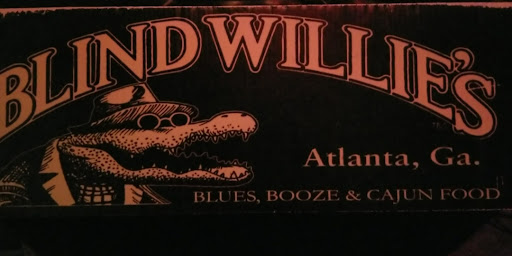 BLIND WILLIE'S
Atlanta, Ga.
BLUES, BOOZE & CAJUN FOOD